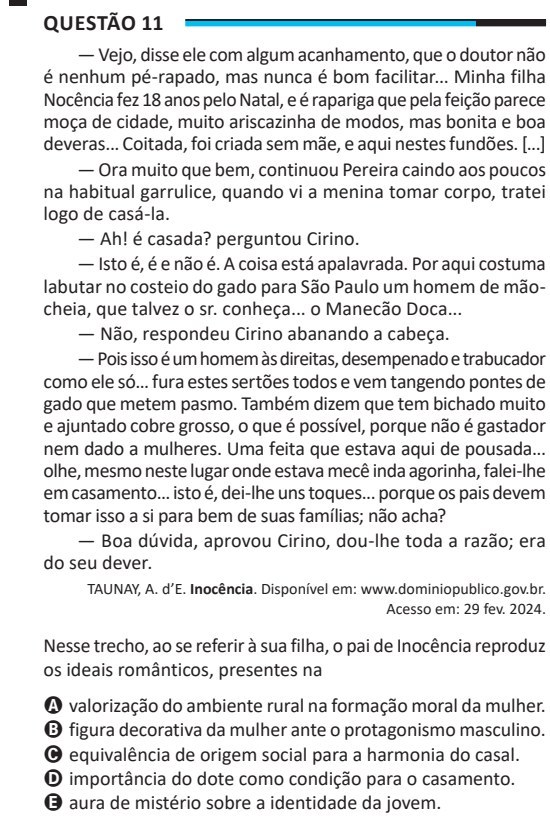 QUESTÃO 11
— Vejo, disse ele com algum acanhamento, que o doutor não
é nenhum pé-rapado, mas nunca é bom facilitar... Minha filha
Nocência fez 18 anos pelo Natal, e é rapariga que pela feição parece
moça de cidade, muito ariscazinha de modos, mas bonita e boa
deveras... Coitada, foi criada sem mãe, e aqui nestes fundões. [...]
— Ora muito que bem, continuou Pereira caindo aos poucos
na habitual garrulice, quando vi a menina tomar corpo, tratei
logo de casá-la.
— Ah! é casada? perguntou Cirino.
— Isto é, é e não é. A coisa está apalavrada. Por aqui costuma
labutar no costeio do gado para São Paulo um homem de mão-
cheia, que talvez o sr. conheça... o Manecão Doca...
— Não, respondeu Cirino abanando a cabeça.
— Pois isso é um homem às direitas, desempenado e trabucador
como ele só... fura estes sertões todos e vem tangendo pontes de
gado que metem pasmo. Também dizem que tem bichado muito
e ajuntado cobre grosso, o que é possível, porque não é gastador
nem dado a mulheres. Uma feita que estava aqui de pousada...
olhe, mesmo neste lugar onde estava mecê inda agorinha, falei-lhe
em casamento... isto é, dei-lhe uns toques... porque os pais devem
tomar isso a si para bem de suas famílias; não acha?
— Boa dúvida, aprovou Cirino, dou-lhe toda a razão; era
do seu dever.
TAUNAY, A. d’E. Inocência. Disponível em: www.dominiopublico.gov.br.
Acesso em: 29 fev. 2024.
Nesse trecho, ao se referir à sua filha, o pai de Inocência reproduz
os ideais românticos, presentes na
A valorização do ambiente rural na formação moral da mulher.
B figura decorativa da mulher ante o protagonismo masculino.
C equivalência de origem social para a harmonia do casal.
D importância do dote como condição para o casamento.
E aura de mistério sobre a identidade da jovem.